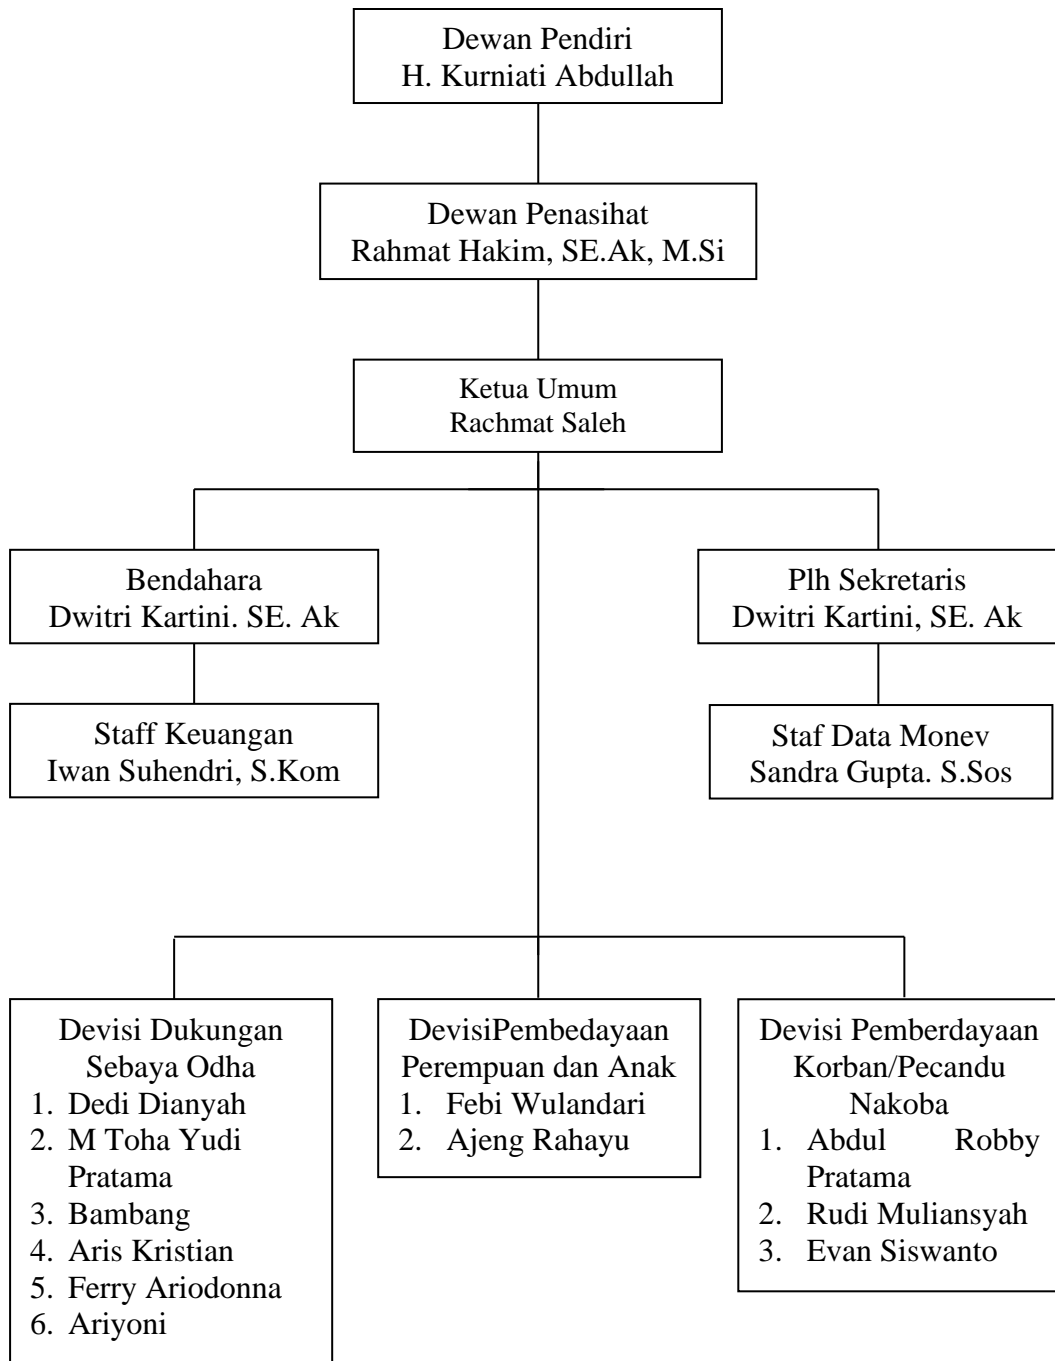 Dewan Pendiri
H. Kurniati Abdullah
Dewan Penasihat
Rahmat Hakim, SE.Ak, M.Si
Ketua Umum
Rachmat Saleh
Bendahara
Dwitri Kartini. SE. Ak
Plh Sekretaris
Dwitri Kartini, SE. Ak
Staff Keuangan
Iwan Suhendri, S.Kom
Staf Data Monev
Sandra Gupta. S.Sos
Devisi Dukungan
Sebaya Odha
1. Dedi Dianyah
2. M Toha Yudi
Pratama
3. Bambang
4. Aris Kristian
5. Ferry Ariodonna
6. Ariyoni
DevisiPembedayaan
Perempuan dan Anak
1. Febi Wulandari
2. Ajeng Rahayu
Devisi Pemberdayaan
Korban/Pecandu
Nakoba
1. Abdul Robby
Pratama
2. Rudi Muliansyah
3. Evan Siswanto